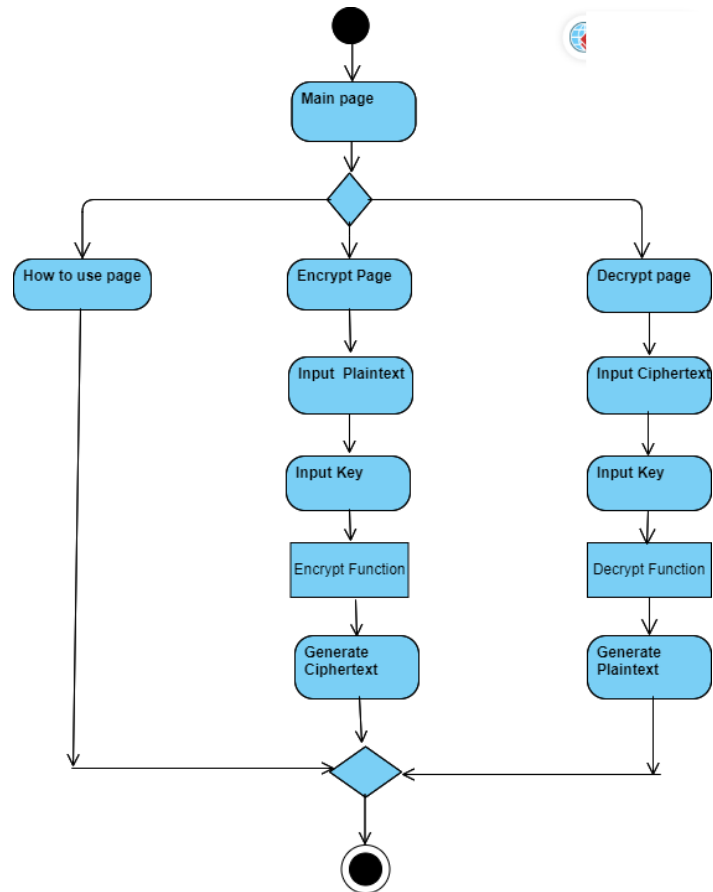 Main page
How to use page
Encrypt Page
Decrypt page
Input Plaintext
Input Ciphertext
Input Key
Input Key
Encrypt Function
Decrypt Function
Generate
Ciphertext
Generate
Plaintext